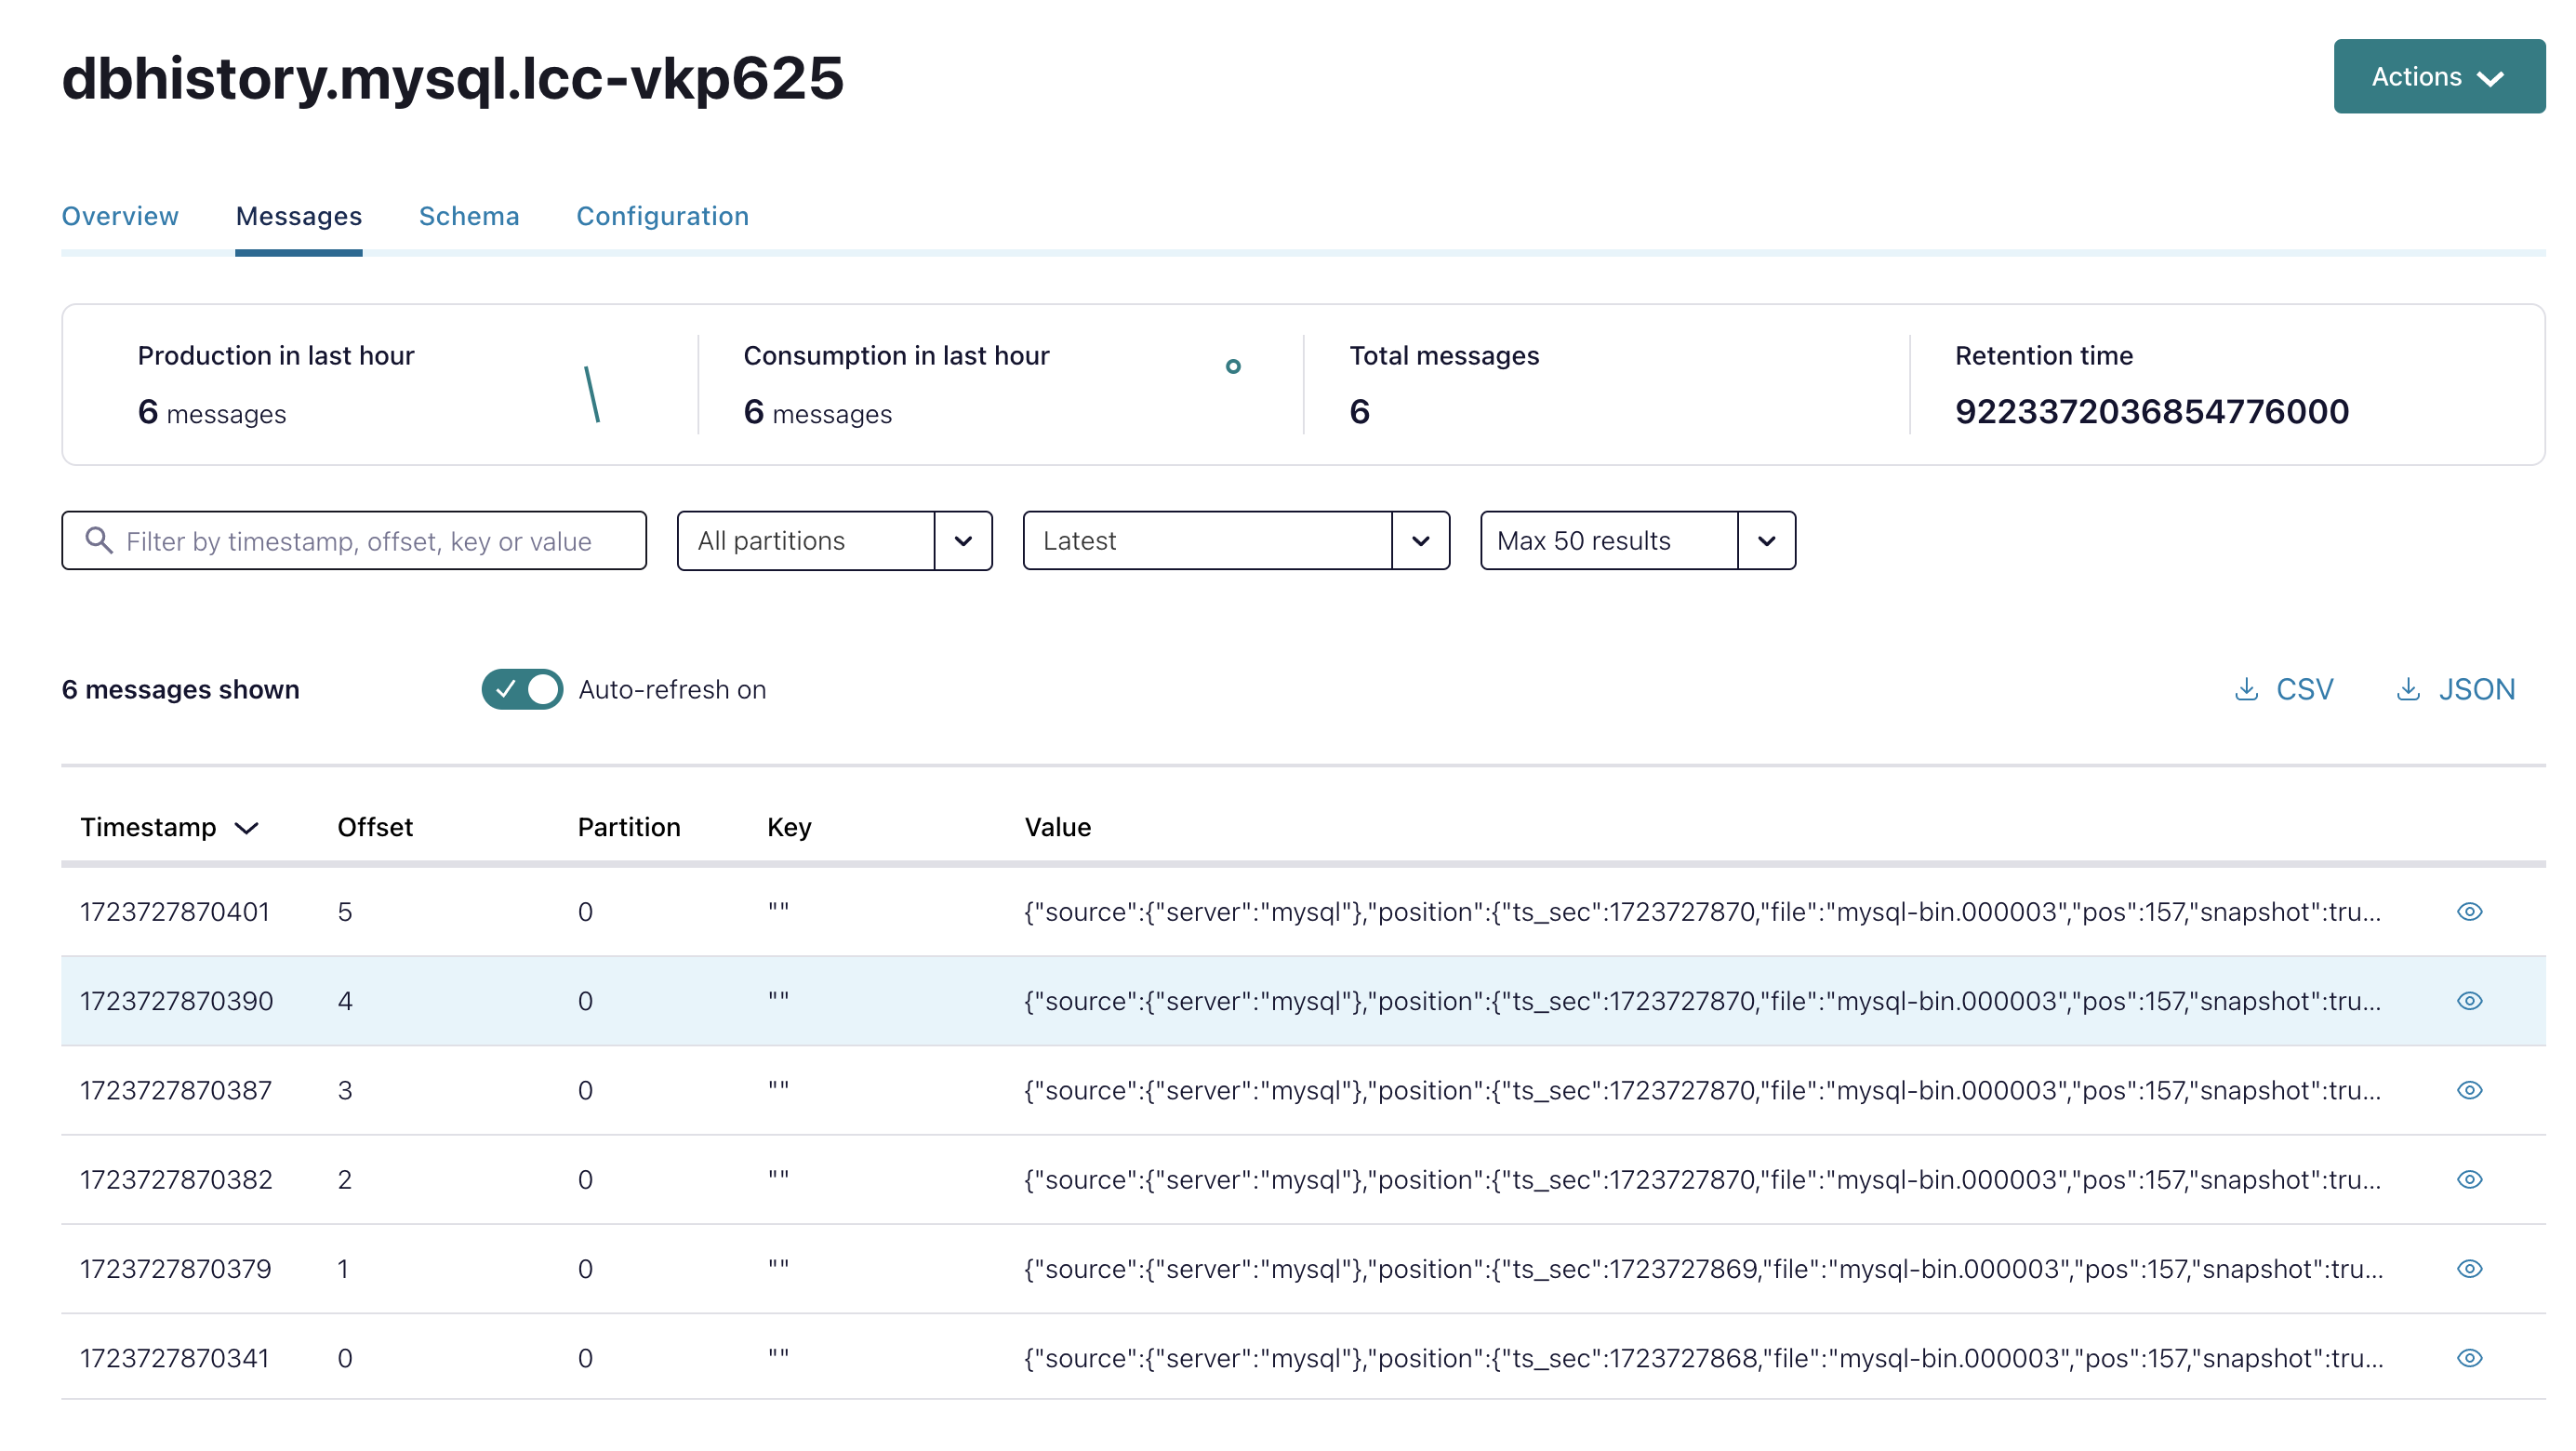 dbhistory.mysql.lcc-vkp625
Actions
Overview Messages Schema Configuration
Production in last hour Consumption in last hour Total messages Retention time
6 messages 6 messages 6 9223372036854776000
Filter by timestamp, offset, key or value All partitions Latest Max 50 results
6 messages shown Auto-refresh on CSV JSON
Timestamp Offset Partition Key Value
1723727870401 5 0 "" {"source":{"server":"mysql"},"position":{"ts_sec":1723727870,"file":"mysql-bin.000003","pos":157,"snapshot":tru...
1723727870390 4 0 "" {"source":{"server":"mysql"},"position":{"ts_sec":1723727870,"file":"mysql-bin.000003","pos":157,"snapshot":tru...
1723727870387 3 0 "" {"source":{"server":"mysql"},"position":{"ts_sec":1723727870,"file":"mysql-bin.000003","pos":157,"snapshot":tru...
1723727870382 2 0 "" {"source":{"server":"mysql"},"position":{"ts_sec":1723727870,"file":"mysql-bin.000003","pos":157,"snapshot":tru...
1723727870379 1 0 "" {"source":{"server":"mysql"},"position":{"ts_sec":1723727869,"file":"mysql-bin.000003","pos":157,"snapshot":tru...
1723727870341 0 0 "" {"source":{"server":"mysql"},"position":{"ts_sec":1723727868,"file":"mysql-bin.000003","pos":157,"snapshot":tru...